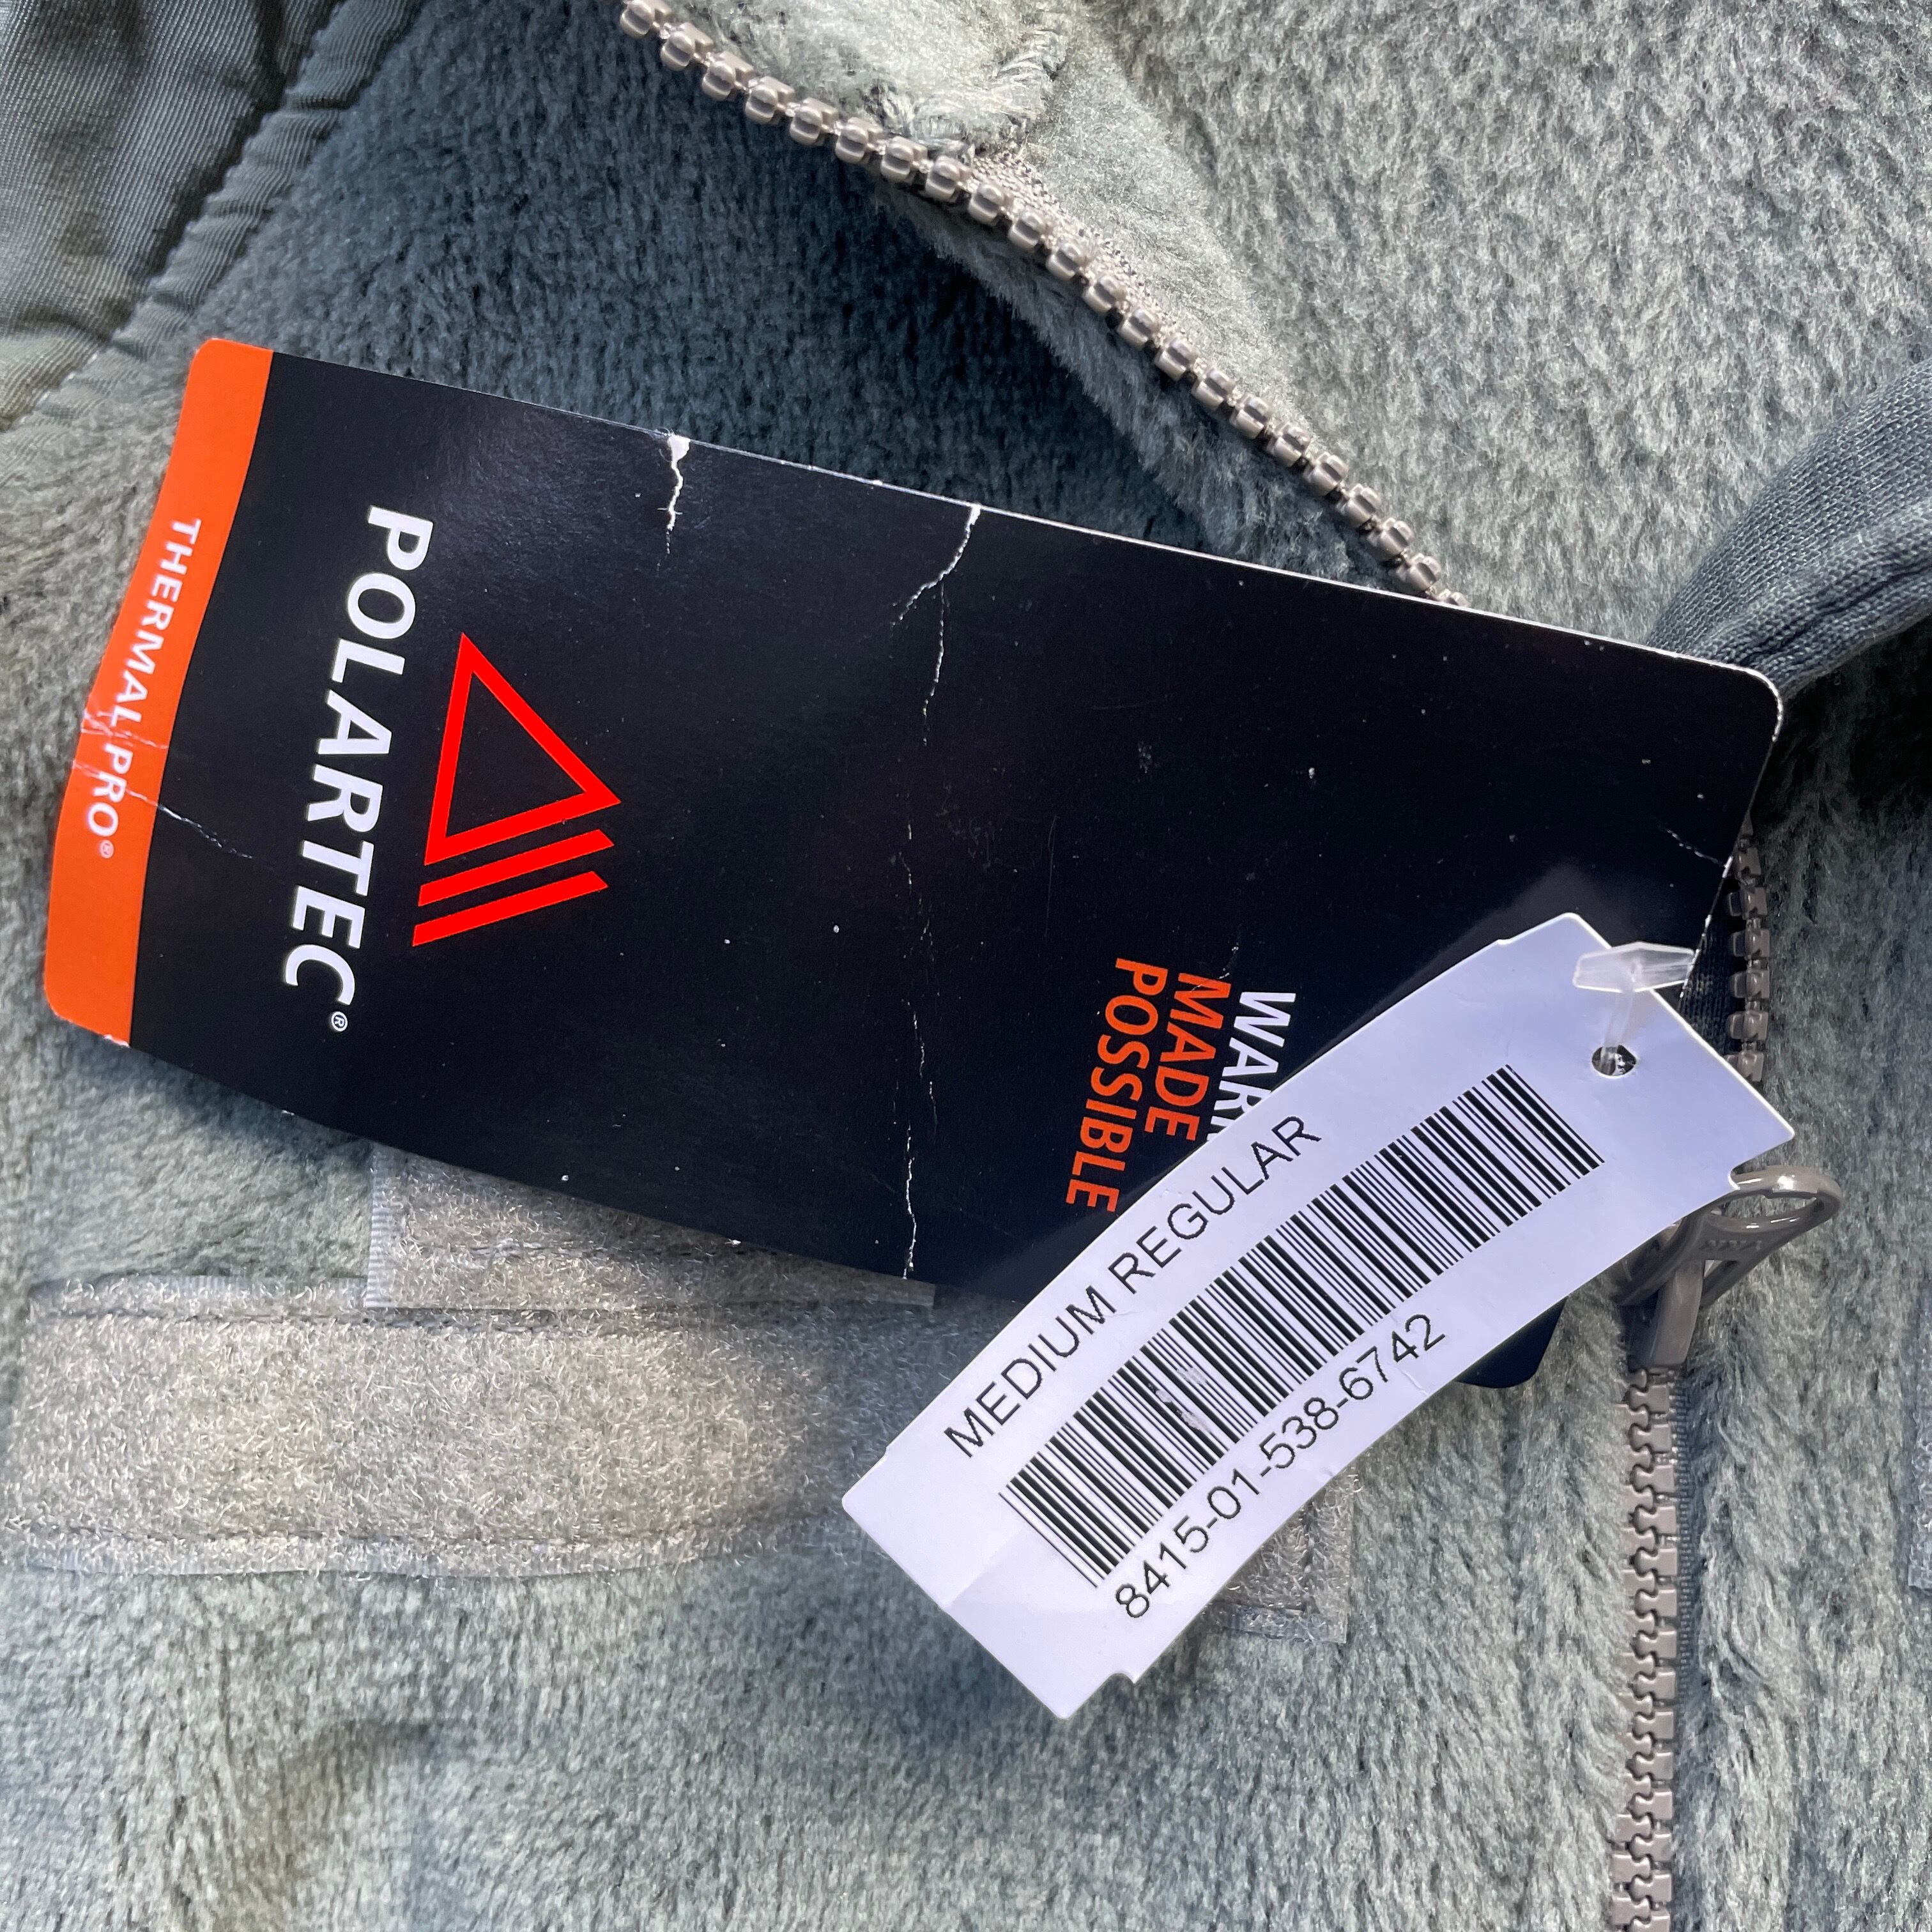 THERMAL PRO®
POLARTEC®
MADE
POSSIBLE
MEDIUM REGULAR
8415-01-538-6742